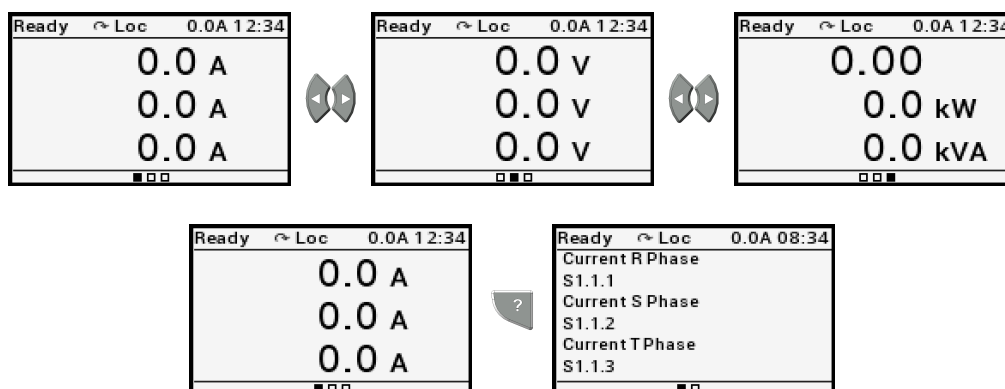 Ready ↷ Loc 0.0A 12:34
0.0 A
0.0 A
0.0 A
Ready ↷ Loc 0.0A 12:34
0.0 V
0.0 V
0.0 V
Ready ↷ Loc 0.0A 12:34
0.00
0.0 kW
0.0 kVA
Ready ↷ Loc 0.0A 12:34
0.0 A
0.0 A
0.0 A
?
Ready ↷ Loc 0.0A 08:34
Current R Phase
S1.1.1
Current S Phase
S1.1.2
Current T Phase
S1.1.3